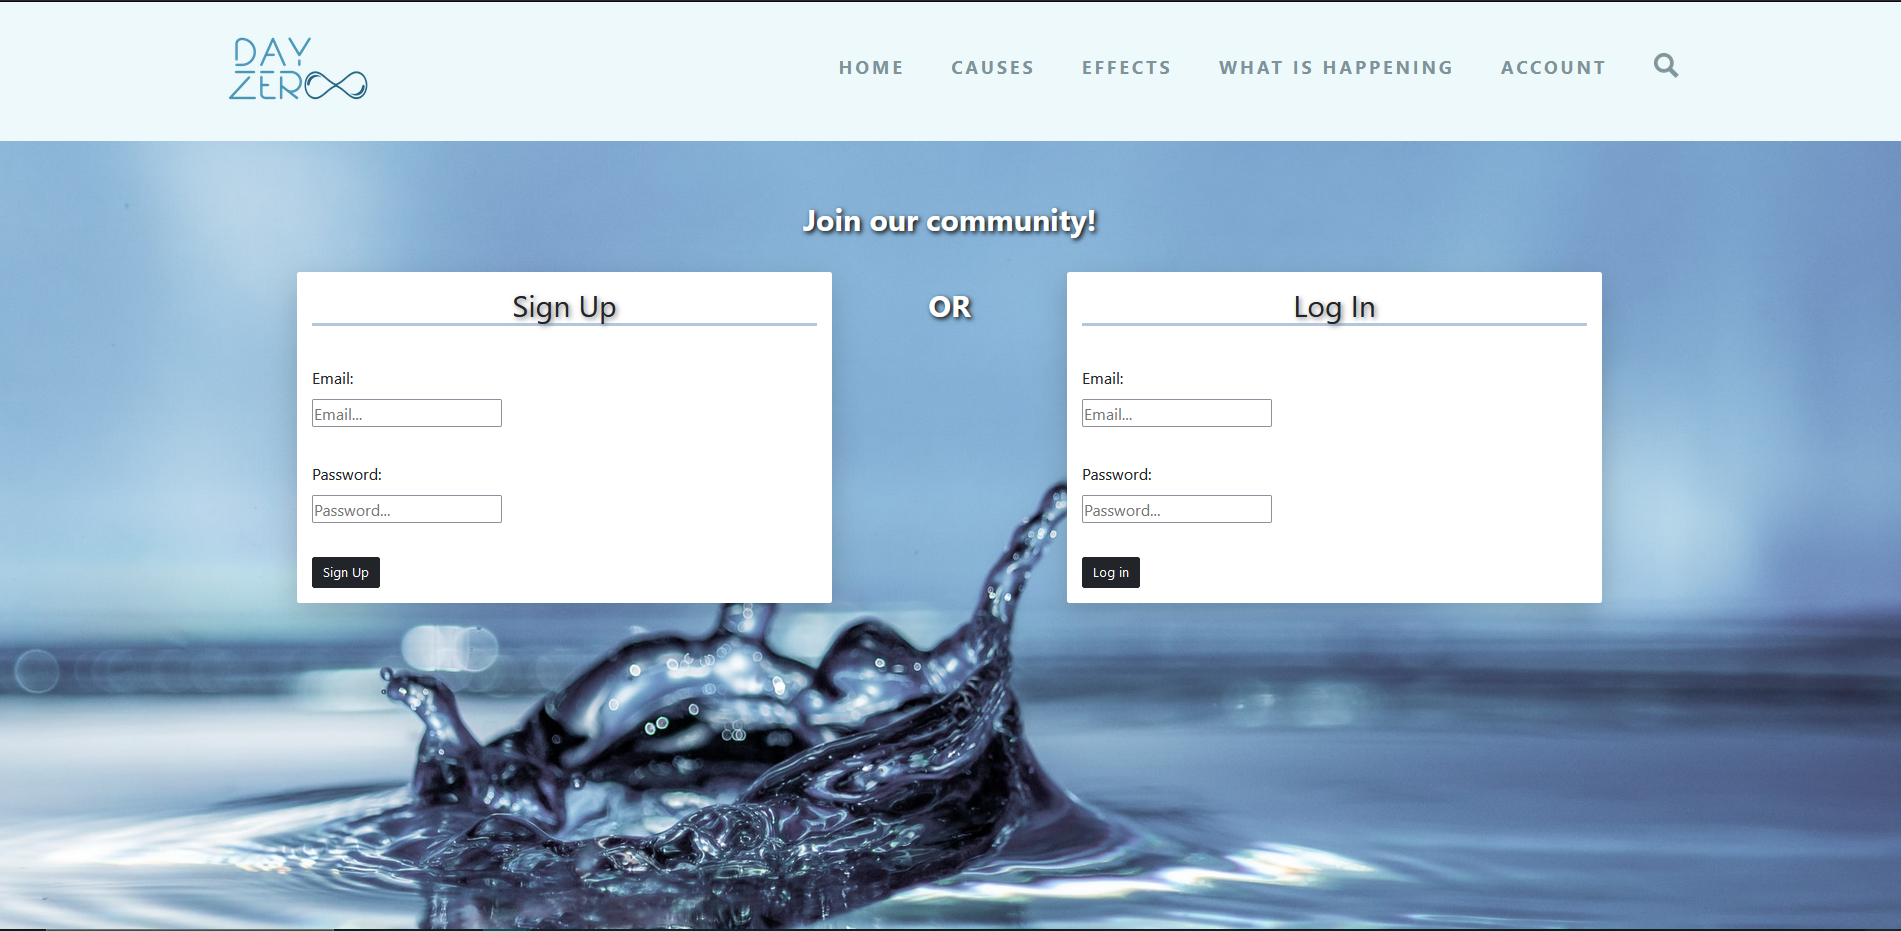 DAY
ZERO
HOME CAUSES EFFECTS WHAT IS HAPPENING ACCOUNT
Join our community!
Sign Up
OR
Log In
Email:
Email...
Password:
Password...
Sign Up
Email:
Email...
Password:
Password...
Log in